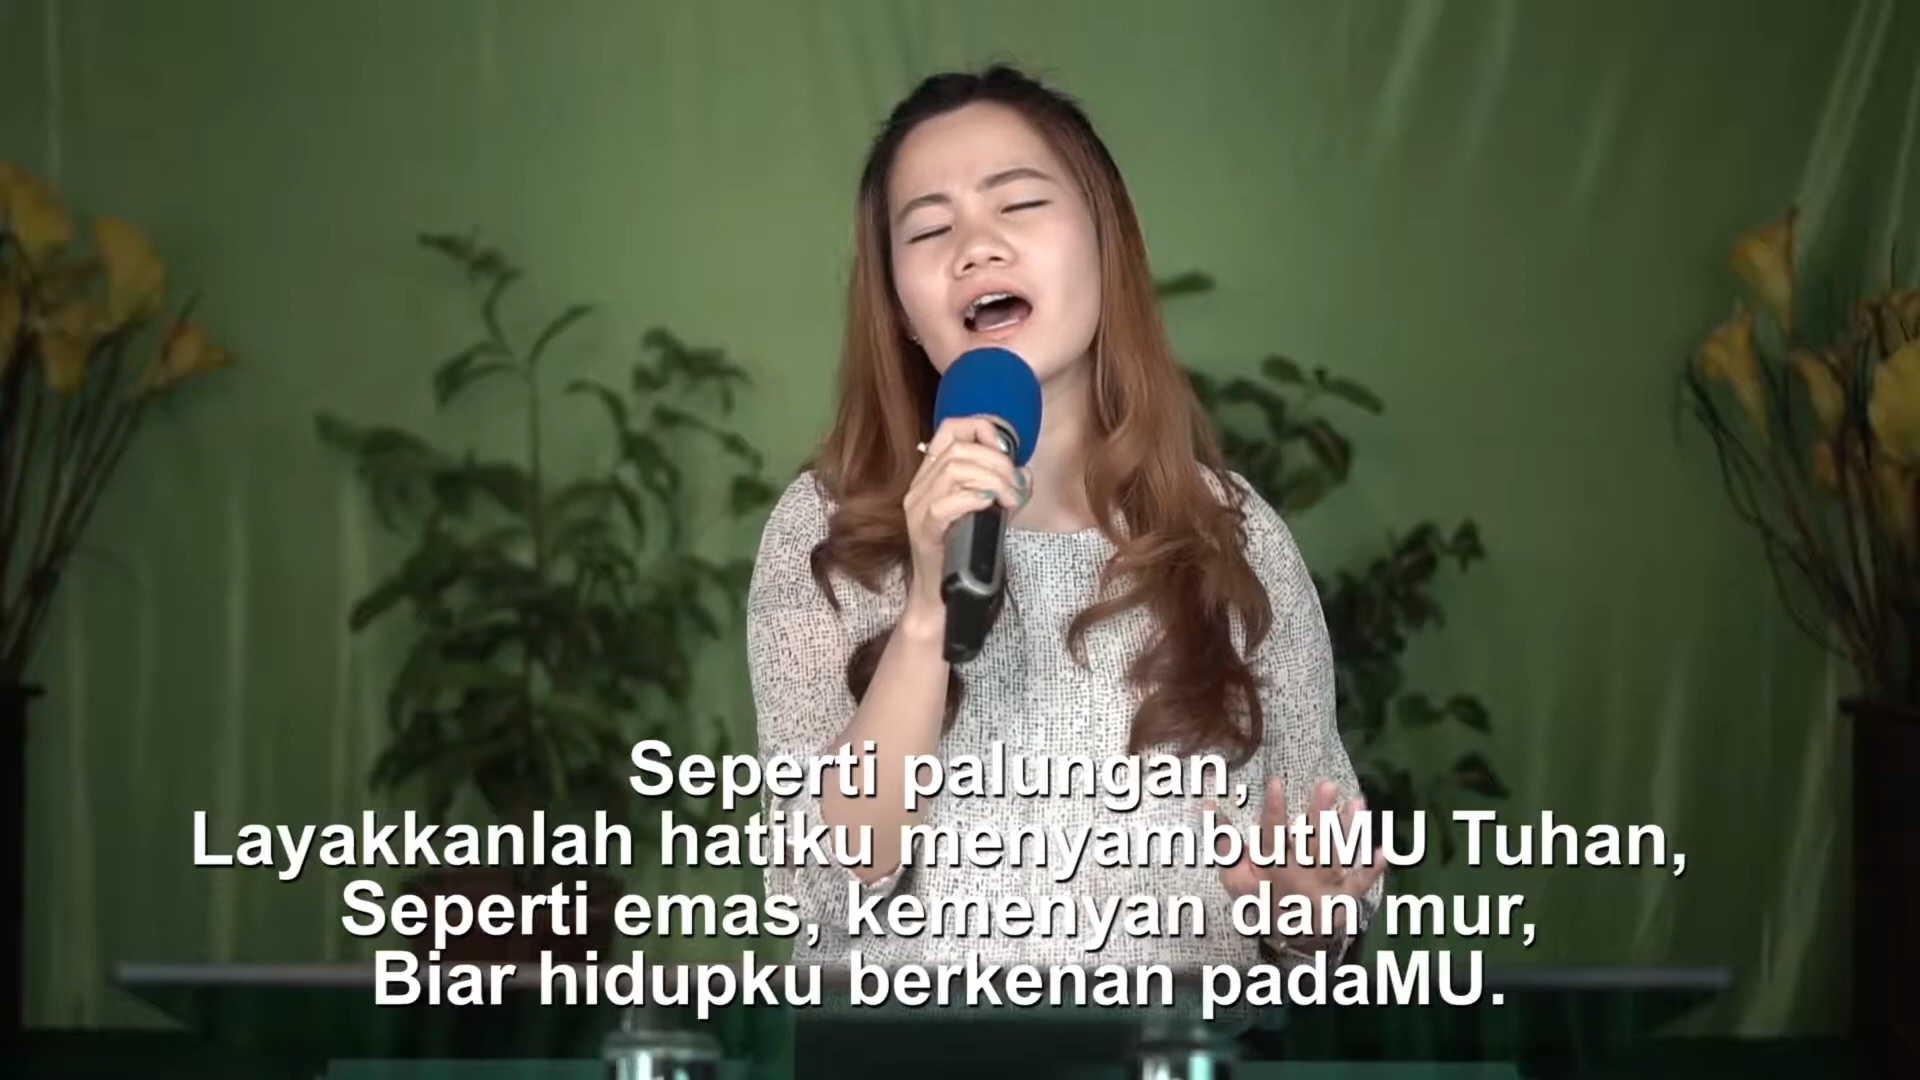 Seperti palungan,
Layakkanlah hatiku menyambutMU Tuhan,
Seperti emas, kemenyan dan mur,
Biar hidupku berkenan padaMU.